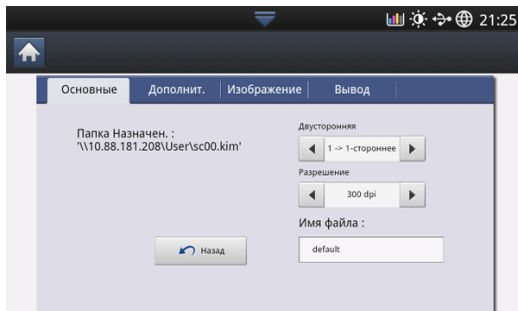 21:25
Основные Дополнит. Изображение Вывод
Папка Назначен. :
'\\10.88.181.208\User\sc00.kim'
Двусторонняя
1 -> 1-стороннее
Разрешение
300 dpi
Имя файла :
default
Назад